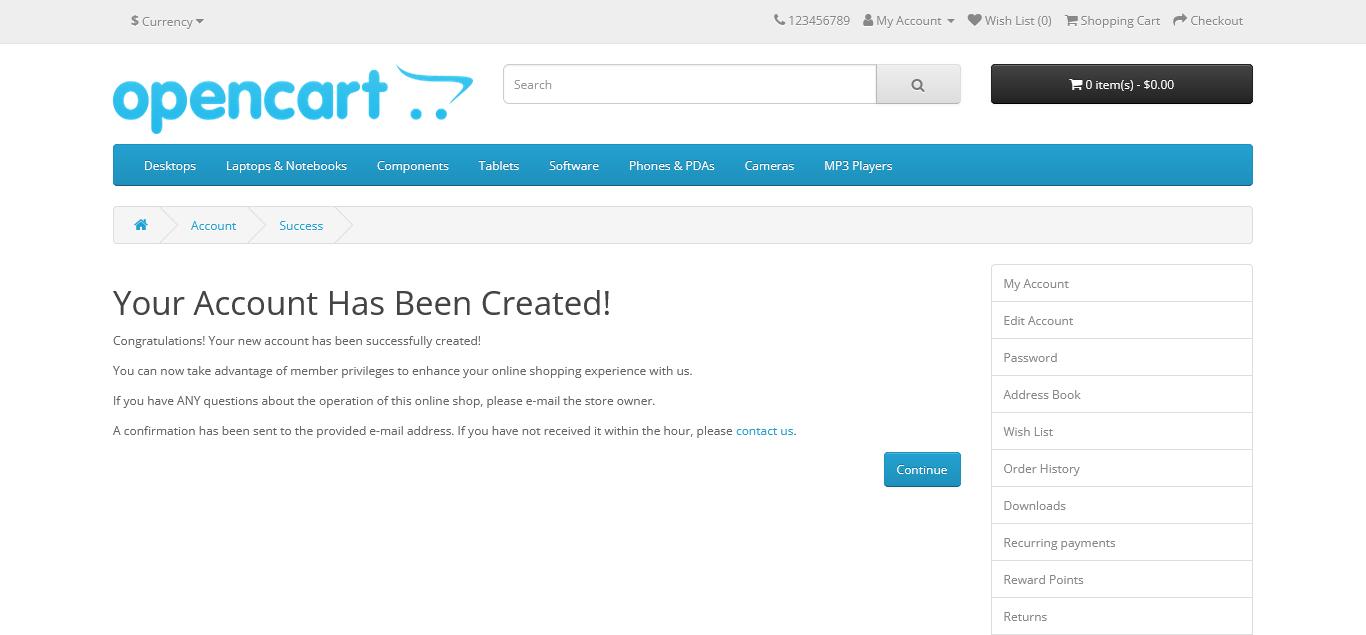 $ Currency
123456789 My Account Wish List (0) Shopping Cart Checkout
opencart
Search
0 item(s) - $0.00
Desktops Laptops & Notebooks Components Tablets Software Phones & PDAs Cameras MP3 Players
Account Success
Your Account Has Been Created!
Congratulations! Your new account has been successfully created!
You can now take advantage of member privileges to enhance your online shopping experience with us.
If you have ANY questions about the operation of this online shop, please e-mail the store owner.
A confirmation has been sent to the provided e-mail address. If you have not received it within the hour, please contact us.
Continue
My Account
Edit Account
Password
Address Book
Wish List
Order History
Downloads
Recurring payments
Reward Points
Returns